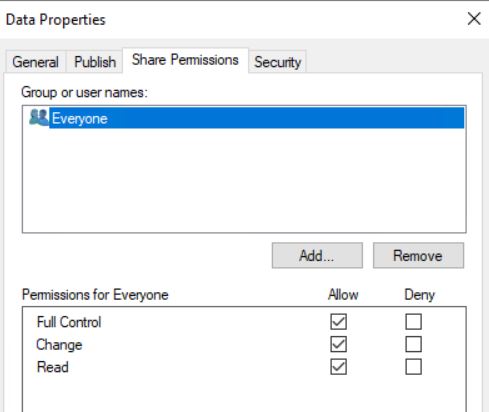 Data Properties
General Publish Share Permissions Security
Group or user names:
Everyone
Add... Remove
Permissions for Everyone Allow Deny
Full Control
Change
Read